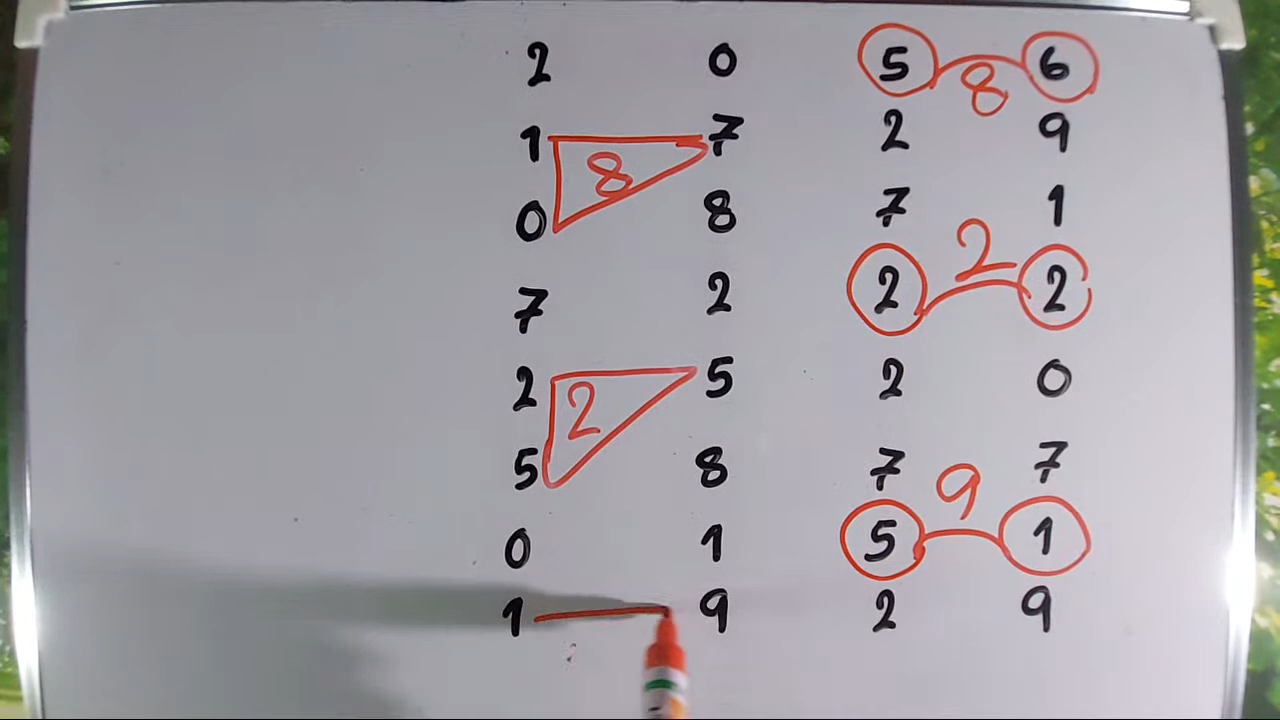 2 0 5 8 6
1 8 7 2 9
0 8 7 1
7 2 2 2 2
2 2 5 2 0
5 8 7 7
0 1 5 9 1
1 9 2 9